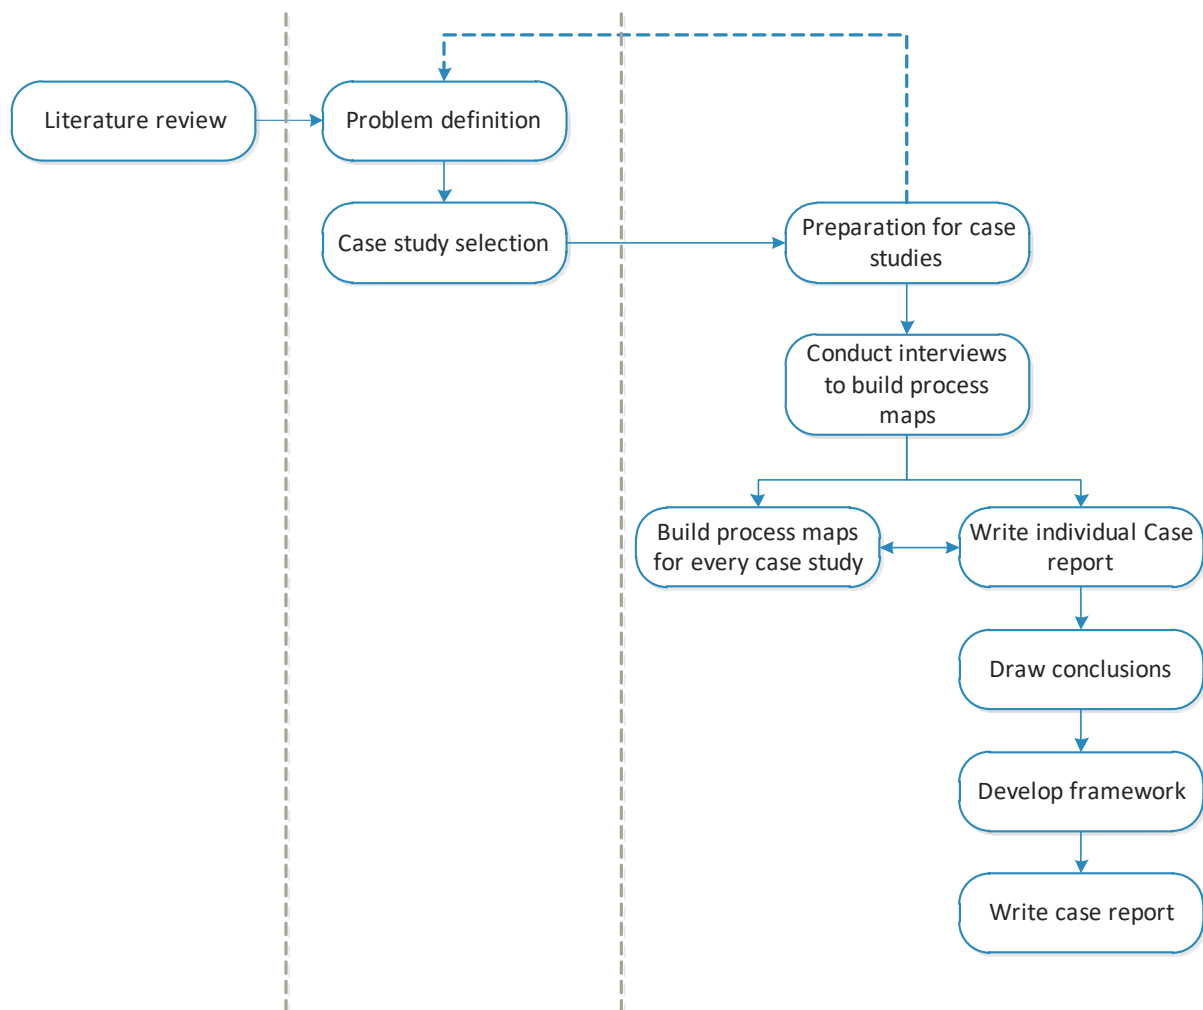 Literature review
Problem definition
Case study selection
Preparation for case
studies
Conduct interviews
to build process
maps
Build process maps
for every case study
Write individual Case
report
Draw conclusions
Develop framework
Write case report